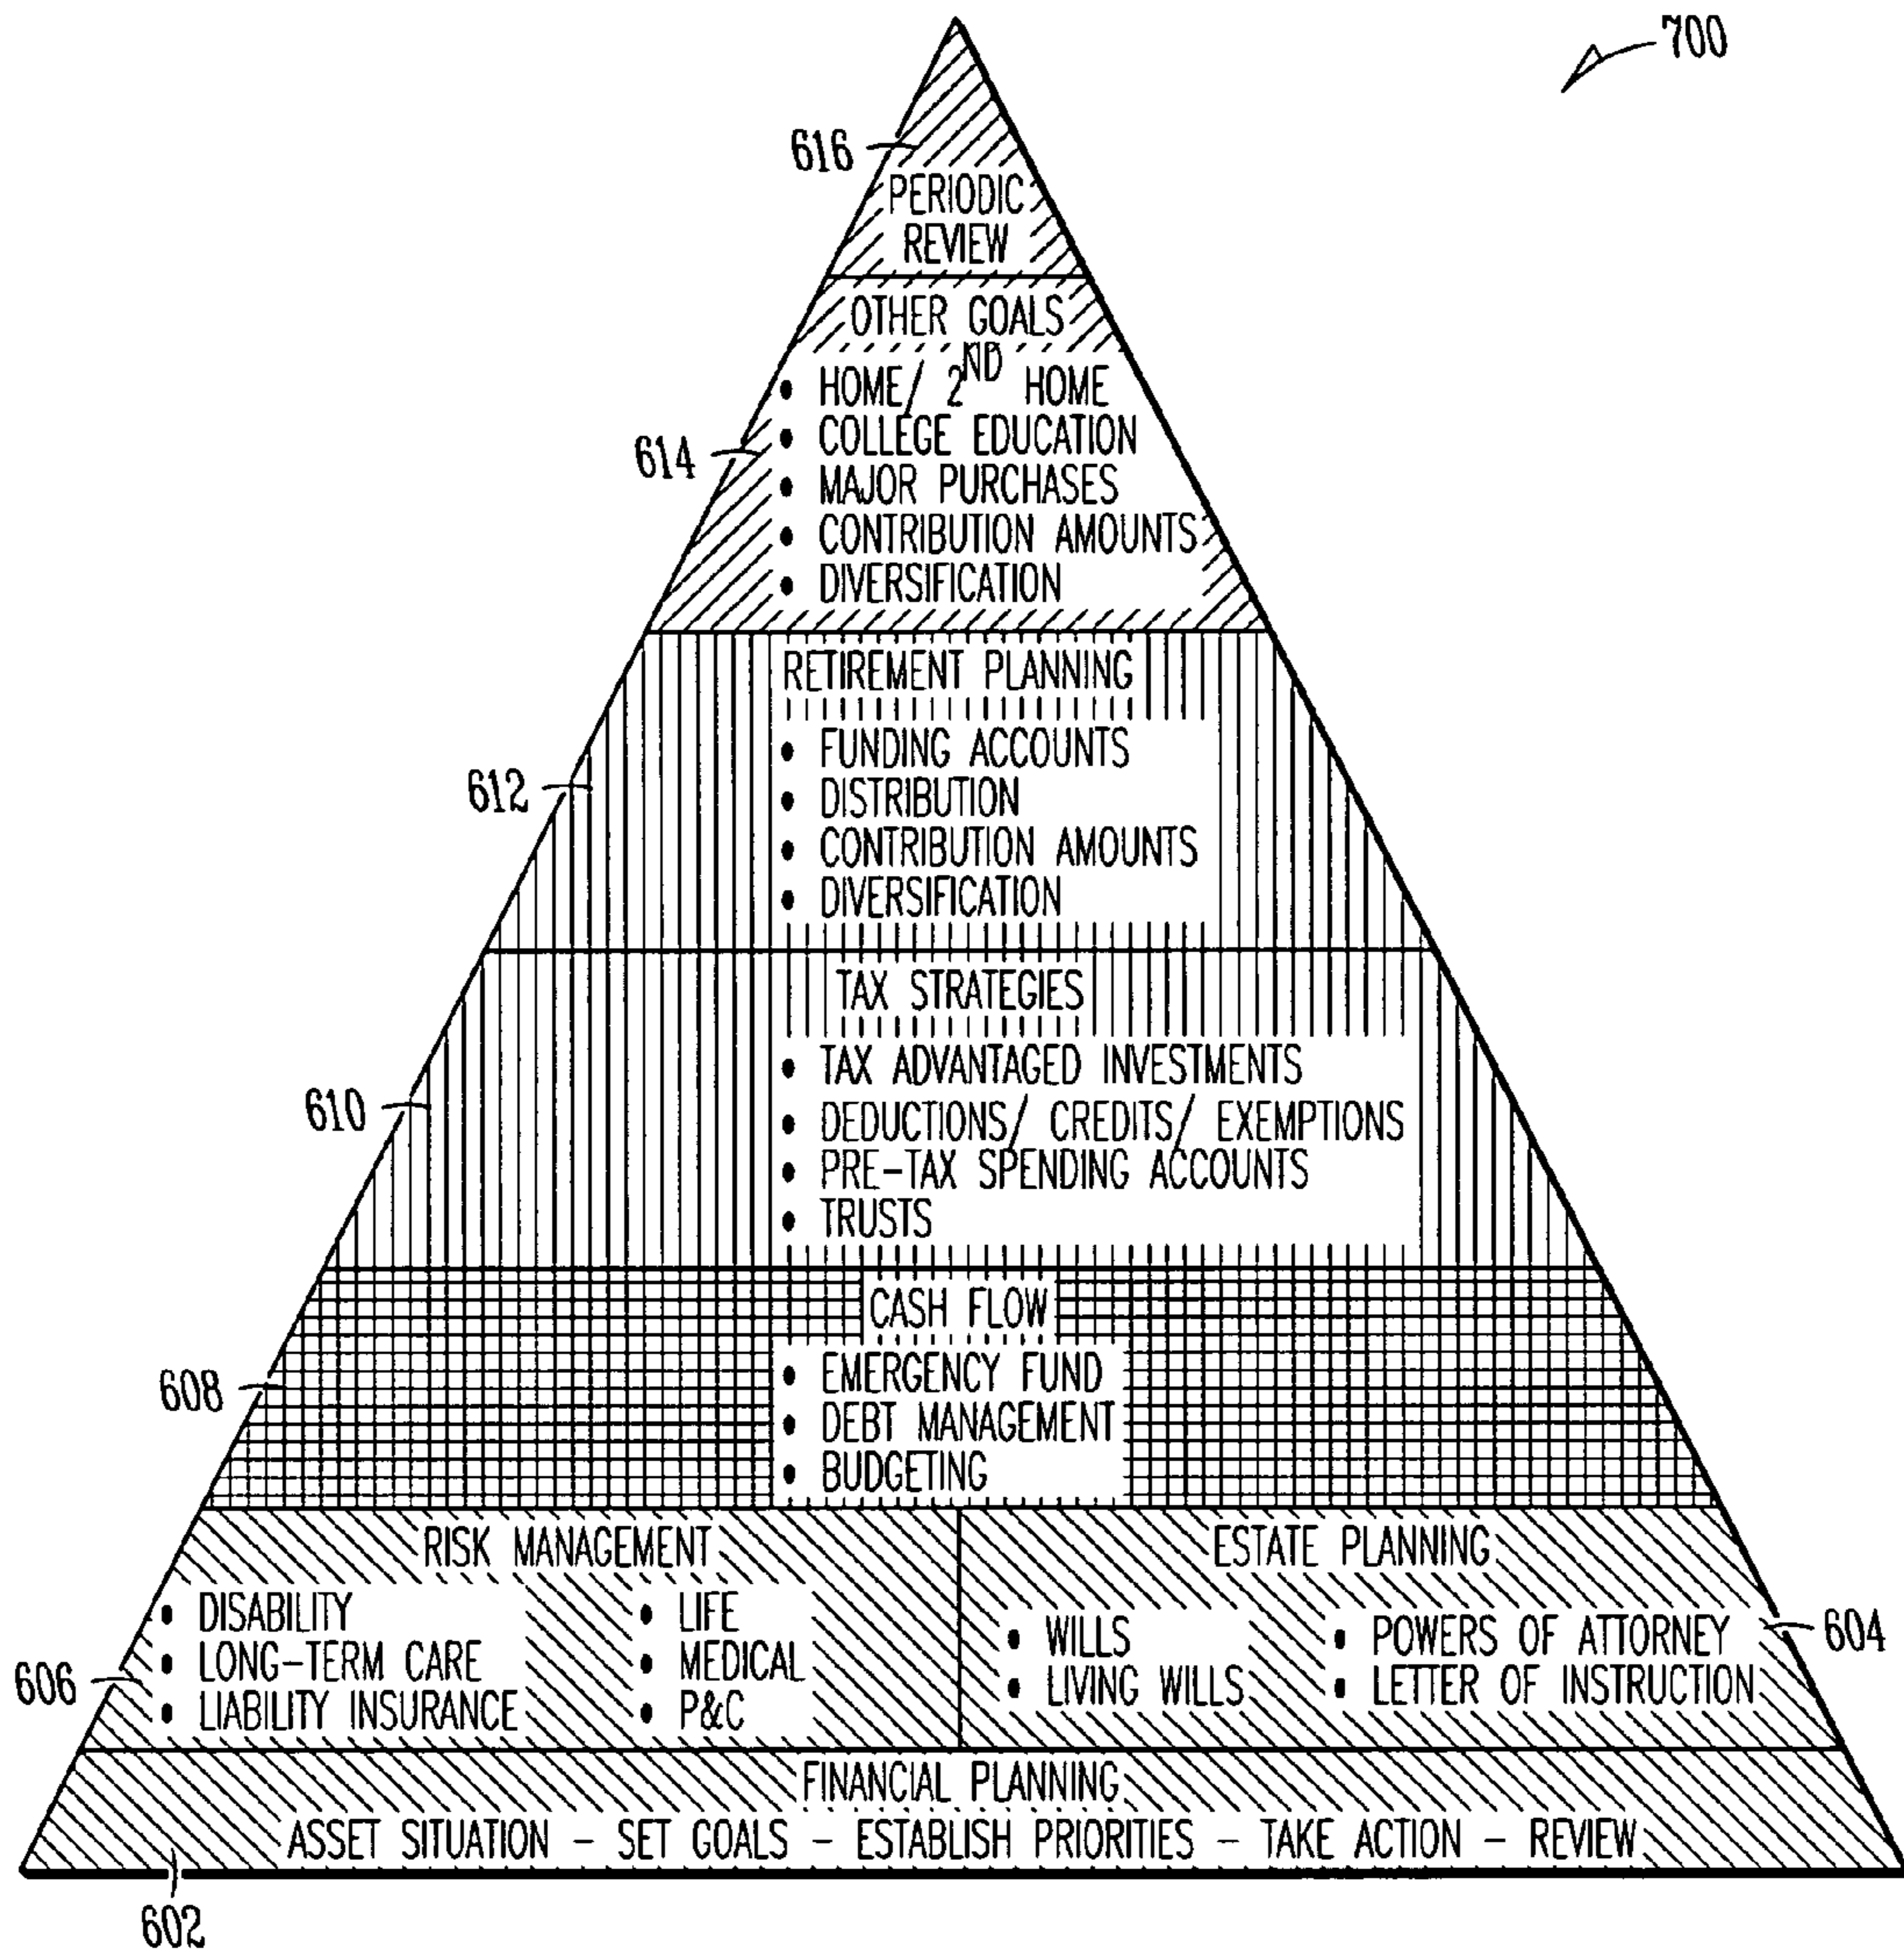 700
616
PERIODIC
REVIEW
OTHER GOALS
• HOME/ 2ND HOME
• COLLEGE EDUCATION
614
• MAJOR PURCHASES
• CONTRIBUTION AMOUNTS
• DIVERSIFICATION
RETIREMENT PLANNING
• FUNDING ACCOUNTS
612
• DISTRIBUTION
• CONTRIBUTION AMOUNTS
• DIVERSIFICATION
TAX STRATEGIES
• TAX ADVANTAGED INVESTMENTS
610
• DEDUCTIONS/ CREDITS/ EXEMPTIONS
• PRE-TAX SPENDING ACCOUNTS
• TRUSTS
CASH FLOW
608
• EMERGENCY FUND
• DEBT MANAGEMENT
• BUDGETING
RISK MANAGEMENT
• DISABILITY
• LONG-TERM CARE
• LIABILITY INSURANCE
• LIFE
• MEDICAL
• P&C
606
ESTATE PLANNING
• WILLS
• LIVING WILLS
• POWERS OF ATTORNEY
• LETTER OF INSTRUCTION
604
FINANCIAL PLANNING
ASSET SITUATION - SET GOALS - ESTABLISH PRIORITIES - TAKE ACTION - REVIEW
602